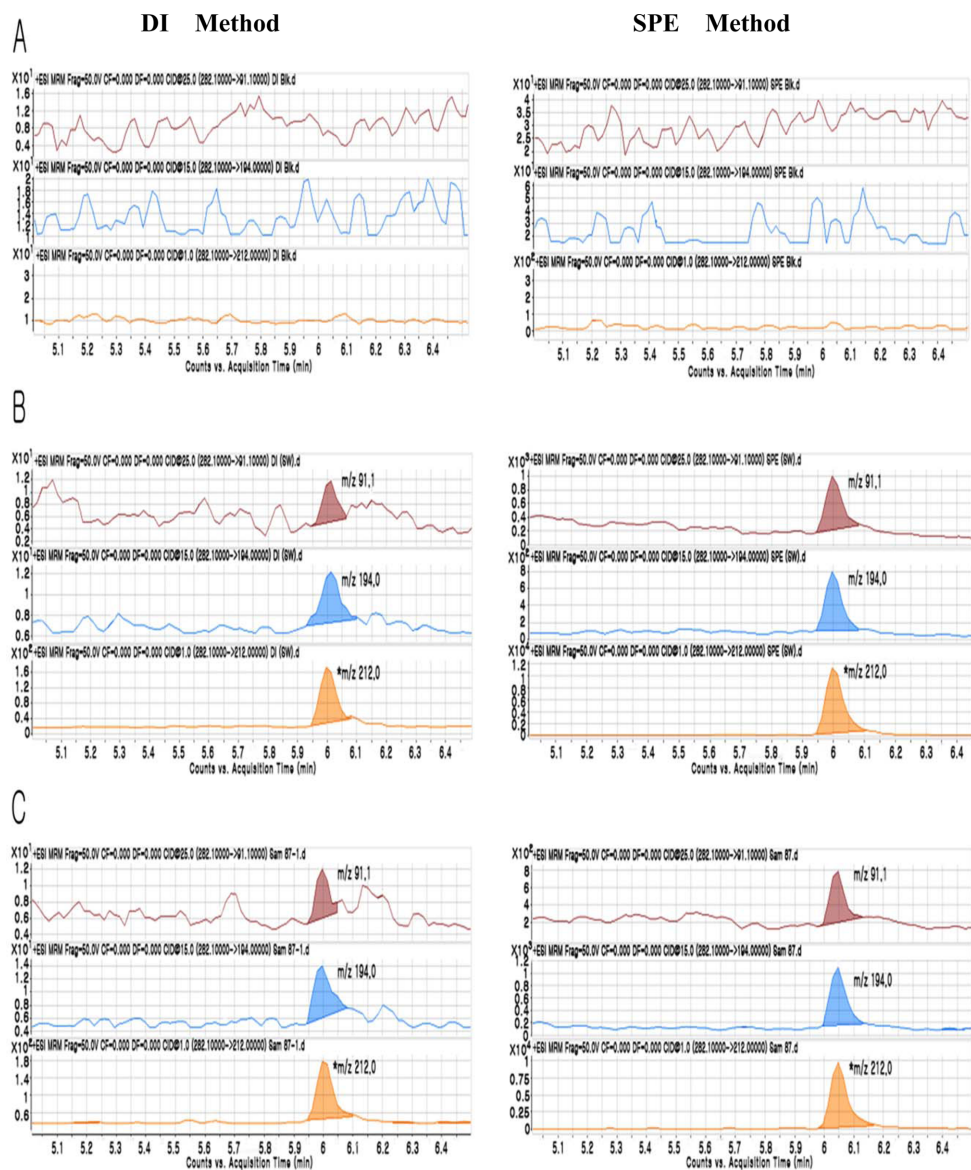 DI Method
SPE Method
A
X10¹ +ESI MRM Frag=50.0V CF=0.000 DF=0.000 CID@25.0 (282.10000->91.10000) DI Blk.d
1.6
1.2
0.8
0.4
X10¹ +ESI MRM Frag=50.0V CF=0.000 DF=0.000 CID@15.0 (282.10000->194.00000) DI Blk.d
2
1.8
1.6
1.4
1.2
1
X10¹ +ESI MRM Frag=50.0V CF=0.000 DF=0.000 CID@1.0 (282.10000->212.00000) DI Blk.d
3
2
1
0
5.1 5.2 5.3 5.4 5.5 5.6 5.7 5.8 5.9 6 6.1 6.2 6.3 6.4
Counts vs. Acquisition Time (min)
X10¹ +ESI MRM Frag=50.0V CF=0.000 DF=0.000 CID@25.0 (282.10000->91.10000) SPE Blk.d
4
3.5
3
2.5
2
X10¹ +ESI MRM Frag=50.0V CF=0.000 DF=0.000 CID@15.0 (282.10000->194.00000) SPE Blk.d
6
5
4
3
2
X10² +ESI MRM Frag=50.0V CF=0.000 DF=0.000 CID@1.0 (282.10000->212.00000) SPE Blk.d
3
2
1
0
5.1 5.2 5.3 5.4 5.5 5.6 5.7 5.8 5.9 6 6.1 6.2 6.3 6.4
Counts vs. Acquisition Time (min)
B
X10¹ +ESI MRM Frag=50.0V CF=0.000 DF=0.000 CID@25.0 (282.10000->91.10000) DI (SW).d
1.2
1
0.8
0.6
0.4
0.2
m/z 91.1
X10¹ +ESI MRM Frag=50.0V CF=0.000 DF=0.000 CID@15.0 (282.10000->194.00000) DI (SW).d
1.2
1
0.8
0.6
m/z 194.0
X10² +ESI MRM Frag=50.0V CF=0.000 DF=0.000 CID@1.0 (282.10000->212.00000) DI (SW).d
1.6
1.2
0.8
0.4
*m/z 212.0
5.1 5.2 5.3 5.4 5.5 5.6 5.7 5.8 5.9 6 6.1 6.2 6.3 6.4
Counts vs. Acquisition Time (min)
X10³ +ESI MRM Frag=50.0V CF=0.000 DF=0.000 CID@25.0 (282.10000->91.10000) SPE (SW).d
1
0.8
0.6
0.4
0.2
0
m/z 91.1
X10² +ESI MRM Frag=50.0V CF=0.000 DF=0.000 CID@15.0 (282.10000->194.00000) SPE (SW).d
8
6
4
2
0
m/z 194.0
X10⁴ +ESI MRM Frag=50.0V CF=0.000 DF=0.000 CID@1.0 (282.10000->212.00000) SPE (SW).d
1.2
1
0.8
0.6
0.4
0.2
0
*m/z 212.0
5.1 5.2 5.3 5.4 5.5 5.6 5.7 5.8 5.9 6 6.1 6.2 6.3 6.4
Counts vs. Acquisition Time (min)
C
X10¹ +ESI MRM Frag=50.0V CF=0.000 DF=0.000 CID@25.0 (282.10000->91.10000) Sam 87-1.d
1.2
1
0.8
0.6
0.4
m/z 91.1
X10¹ +ESI MRM Frag=50.0V CF=0.000 DF=0.000 CID@15.0 (282.10000->194.00000) Sam 87-1.d
1.4
1.2
1
0.8
0.6
0.4
m/z 194.0
X10² +ESI MRM Frag=50.0V CF=0.000 DF=0.000 CID@1.0 (282.10000->212.00000) Sam 87-1.d
1.8
1.4
1
0.6
*m/z 212.0
5.1 5.2 5.3 5.4 5.5 5.6 5.7 5.8 5.9 6 6.1 6.2 6.3 6.4
Counts vs. Acquisition Time (min)
X10² +ESI MRM Frag=50.0V CF=0.000 DF=0.000 CID@25.0 (282.10000->91.10000) Sam 87.d
8
6
4
2
0
m/z 91.1
X10³ +ESI MRM Frag=50.0V CF=0.000 DF=0.000 CID@15.0 (282.10000->194.00000) Sam 87.d
1.2
1
0.8
0.6
0.4
0.2
0
m/z 194.0
X10⁴ +ESI MRM Frag=50.0V CF=0.000 DF=0.000 CID@1.0 (282.10000->212.00000) Sam 87.d
1
0.75
0.5
0.25
0
*m/z 212.0
5.1 5.2 5.3 5.4 5.5 5.6 5.7 5.8 5.9 6 6.1 6.2 6.3 6.4
Counts vs. Acquisition Time (min)